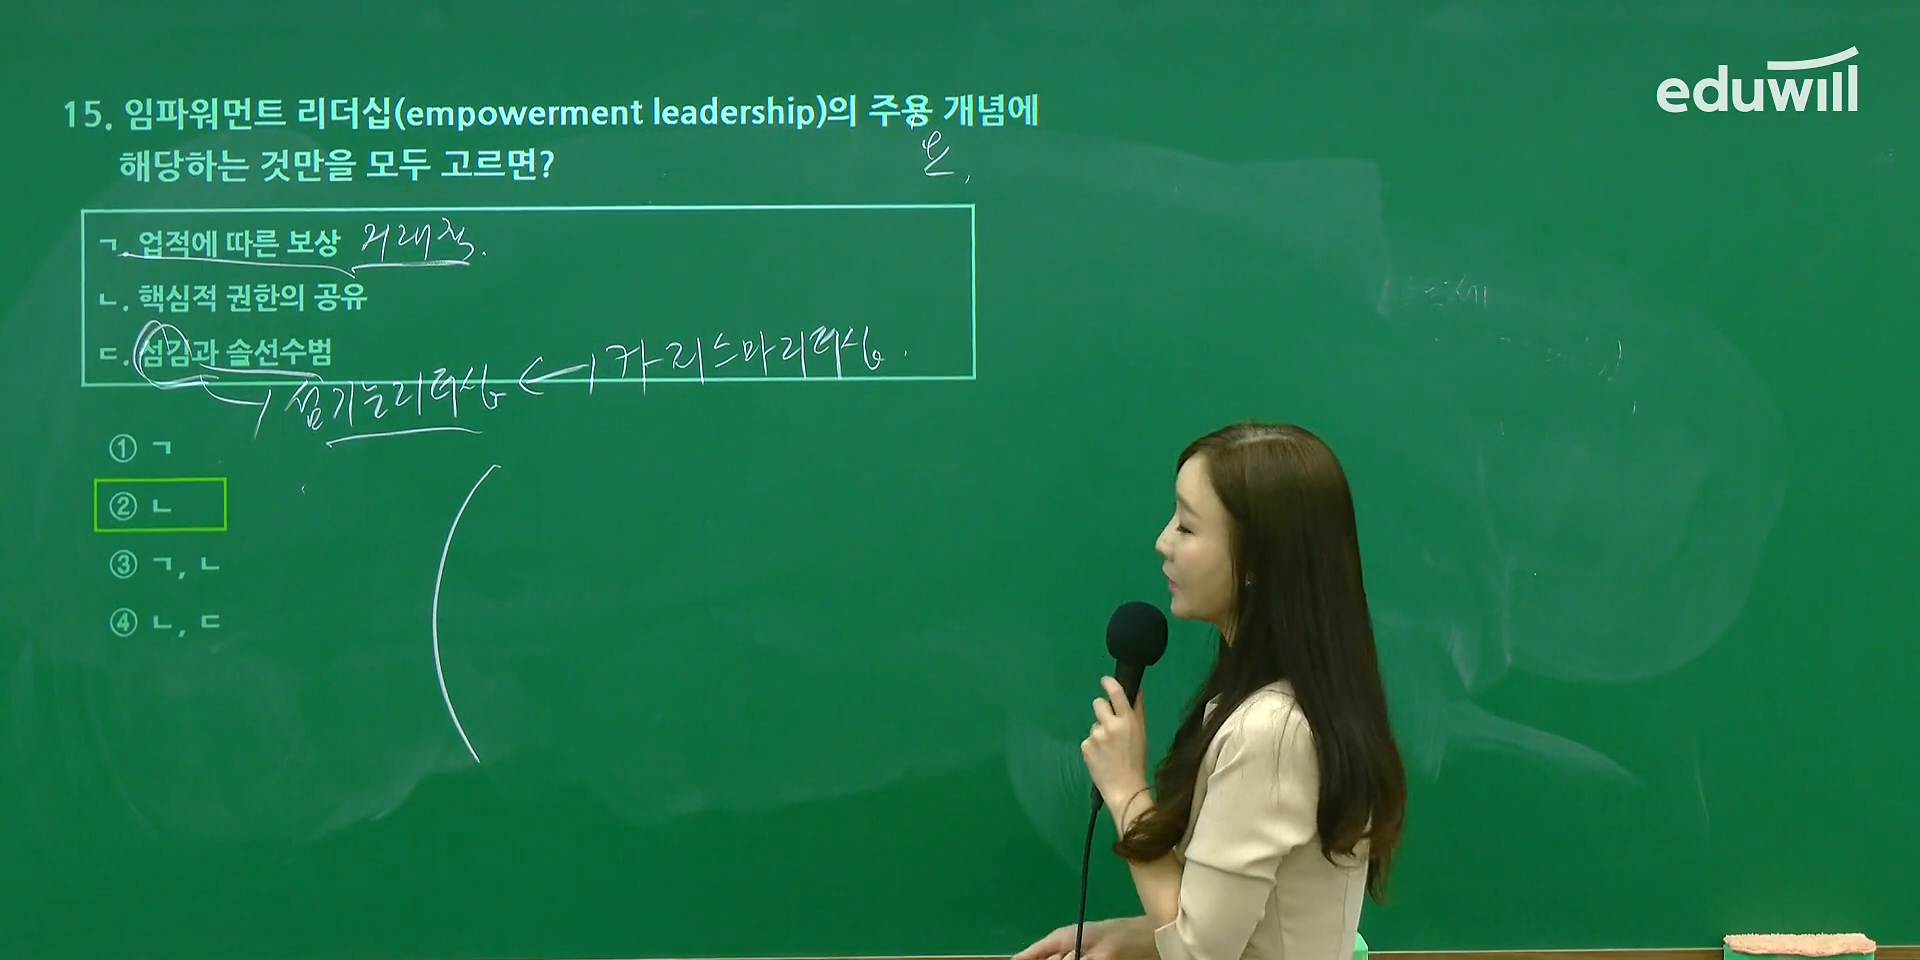 eduwill
15. 임파워먼트 리더십(empowerment leadership)의 주용 개념에
요
해당하는 것만을 모두 고르면?
ㄱ. 업적에 따른 보상 거래적.
ㄴ. 핵심적 권한의 공유
ㄷ. 섬김과 솔선수범
섬기는리더십 ← 카리스마리더십.
① ㄱ
② ㄴ
③ ㄱ, ㄴ
④ ㄴ, ㄷ